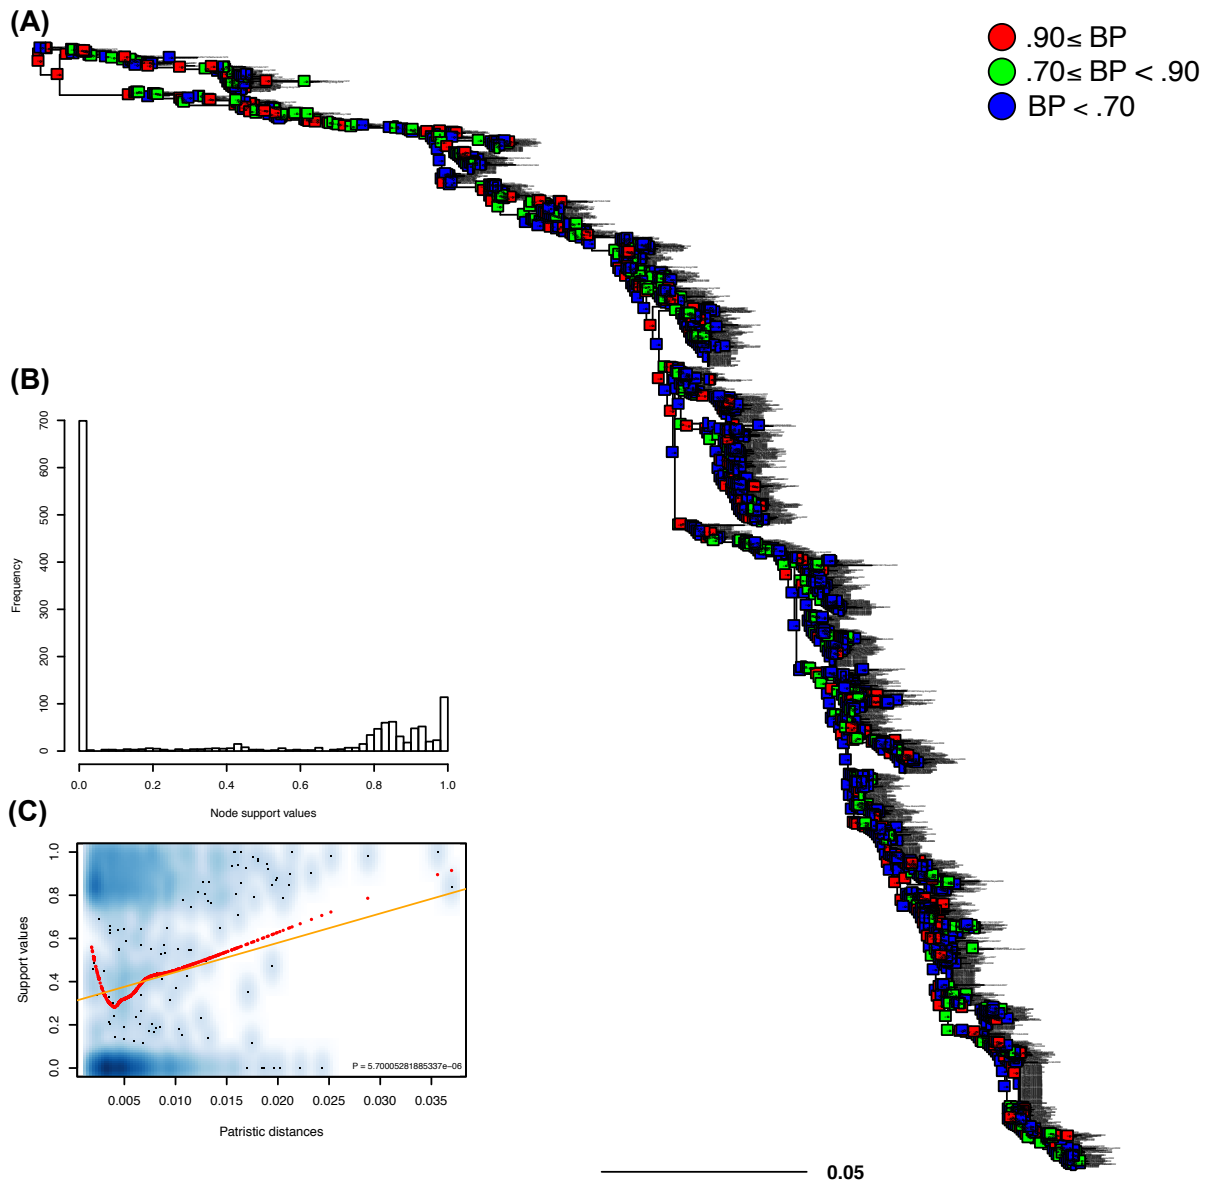 (A)
.90≤ BP
.70≤ BP < .90
BP < .70
(B)
700
600
500
400
300
200
100
0
Frequency
0.0 0.2 0.4 0.6 0.8 1.0
Node support values
(C)
1.0
0.8
0.6
0.4
0.2
0.0
Support values
P = 5.70005281885337e−06
0.005 0.010 0.015 0.020 0.025 0.030 0.035
Patristic distances
0.05